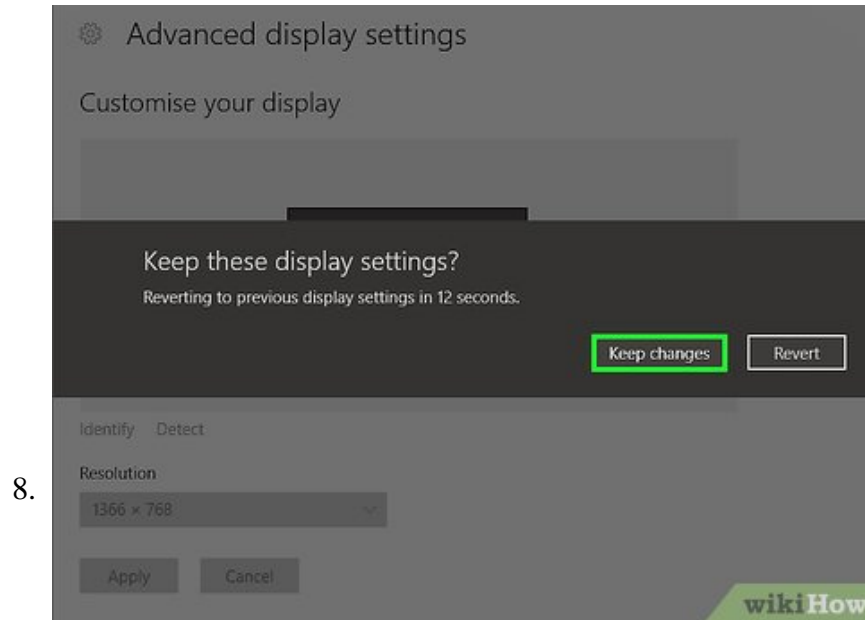 Advanced display settings
Customise your display
Keep these display settings?
Reverting to previous display settings in 12 seconds.
Keep changes Revert
Identify Detect
Resolution
8.
1366 × 768
Apply Cancel
wikiHow